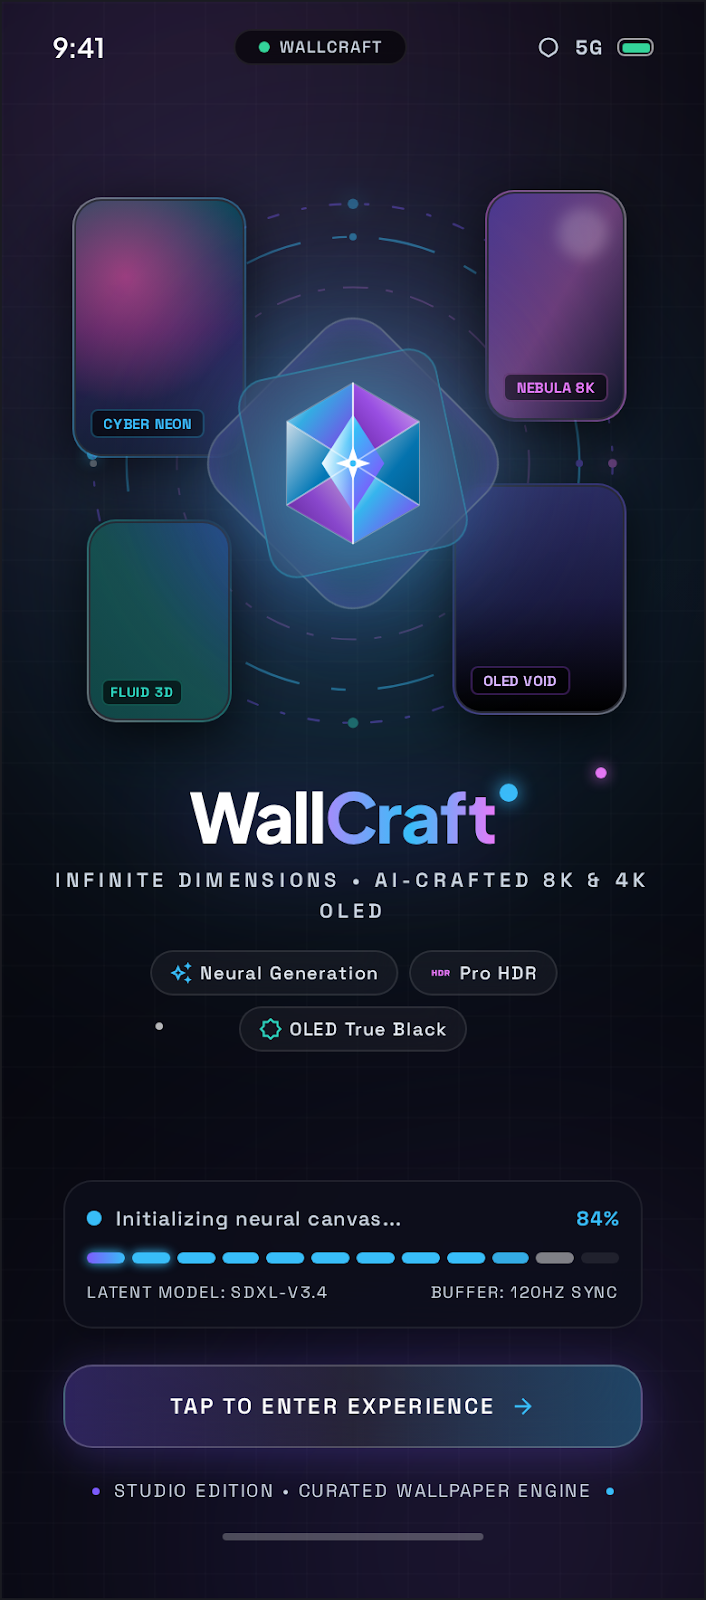 9:41
WALLCRAFT
5G
CYBER NEON
NEBULA 8K
FLUID 3D
OLED VOID
WallCraft
INFINITE DIMENSIONS • AI-CRAFTED 8K & 4K
OLED
Neural Generation
HDR Pro HDR
OLED True Black
Initializing neural canvas...
84%
LATENT MODEL: SDXL-V3.4
BUFFER: 120HZ SYNC
TAP TO ENTER EXPERIENCE →
STUDIO EDITION • CURATED WALLPAPER ENGINE